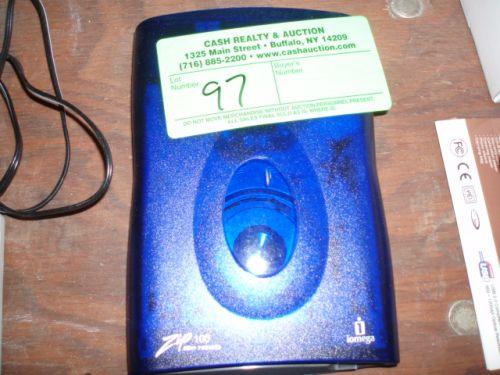 CASH REALTY & AUCTION
1325 Main Street • Buffalo, NY 14209
(716) 885-2200 • www.cashauction.com
Lot
Number
97
Buyer's
Number
DO NOT MOVE MERCHANDISE WITHOUT AUCTION PERSONNEL PRESENT.
ALL SALES FINAL. SOLD AS IS, WHERE IS.
ZIP 100
iomega
FC
CE